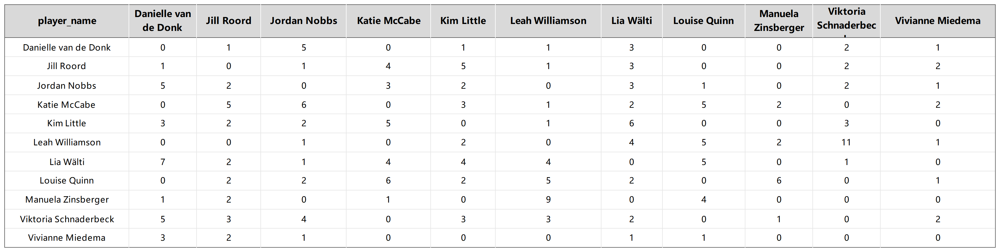 player_name Danielle van de Donk Jill Roord Jordan Nobbs Katie McCabe Kim Little Leah Williamson Lia Wälti Louise Quinn Manuela Zinsberger Viktoria Schnaderbec Vivianne Miedema
Danielle van de Donk 0 1 5 0 1 1 3 0 0 2 1
Jill Roord 1 0 1 4 5 1 3 0 0 2 2
Jordan Nobbs 5 2 0 3 2 0 3 1 0 2 1
Katie McCabe 0 5 6 0 3 1 2 5 2 0 2
Kim Little 3 2 2 5 0 1 6 0 0 3 0
Leah Williamson 0 0 1 0 2 0 4 5 2 11 1
Lia Wälti 7 2 1 4 4 4 0 5 0 1 0
Louise Quinn 0 2 2 6 2 5 2 0 6 0 1
Manuela Zinsberger 1 2 0 1 0 9 0 4 0 0 0
Viktoria Schnaderbeck 5 3 4 0 3 3 2 0 1 0 2
Vivianne Miedema 3 2 1 0 0 0 1 1 0 0 0